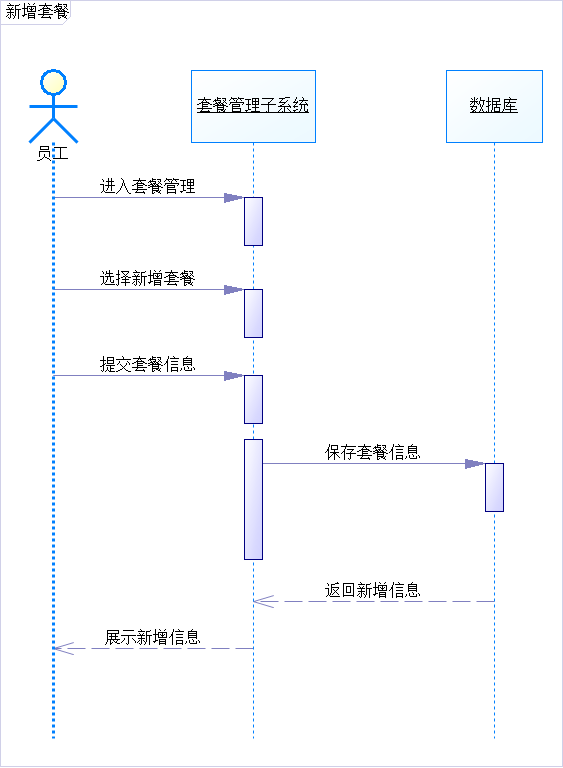 新增套餐
套餐管理子系统
数据库
员工
进入套餐管理
选择新增套餐
提交套餐信息
保存套餐信息
返回新增信息
展示新增信息